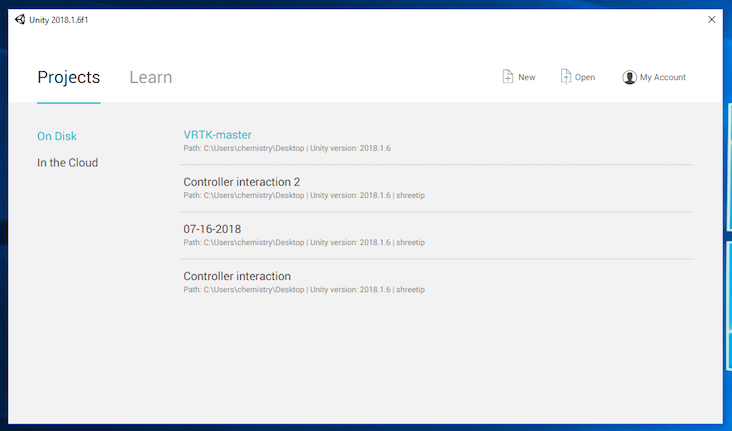 Unity 2018.1.6f1
Projects
Learn
New
Open
My Account
On Disk
In the Cloud
VRTK-master
Path: C:\Users\chemistry\Desktop | Unity version: 2018.1.6
Controller interaction 2
Path: C:\Users\chemistry\Desktop | Unity version: 2018.1.6 | shreetip
07-16-2018
Path: C:\Users\chemistry\Desktop | Unity version: 2018.1.6 | shreetip
Controller interaction
Path: C:\Users\chemistry\Desktop | Unity version: 2018.1.6 | shreetip